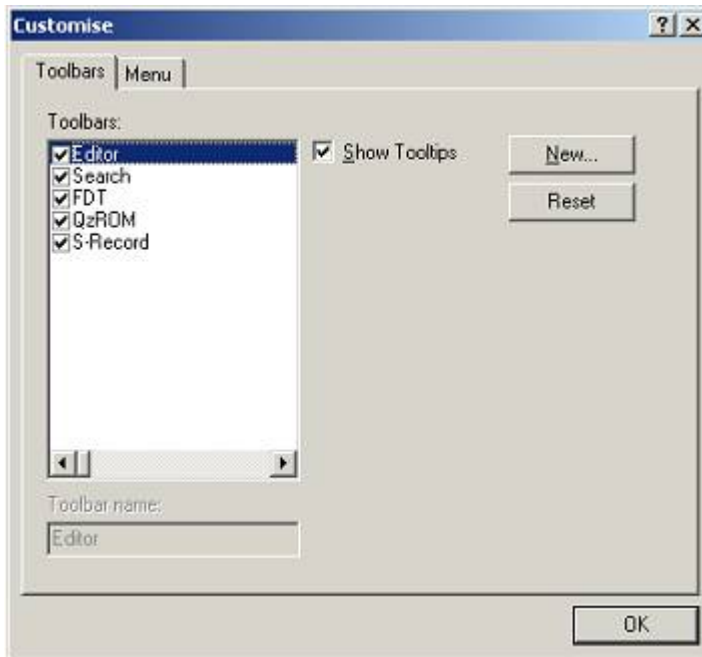 Customise
Toolbars Menu
Toolbars:
Editor
Search
FDT
QzROM
S-Record
Show Tooltips
New...
Reset
Toolbar name:
Editor
OK